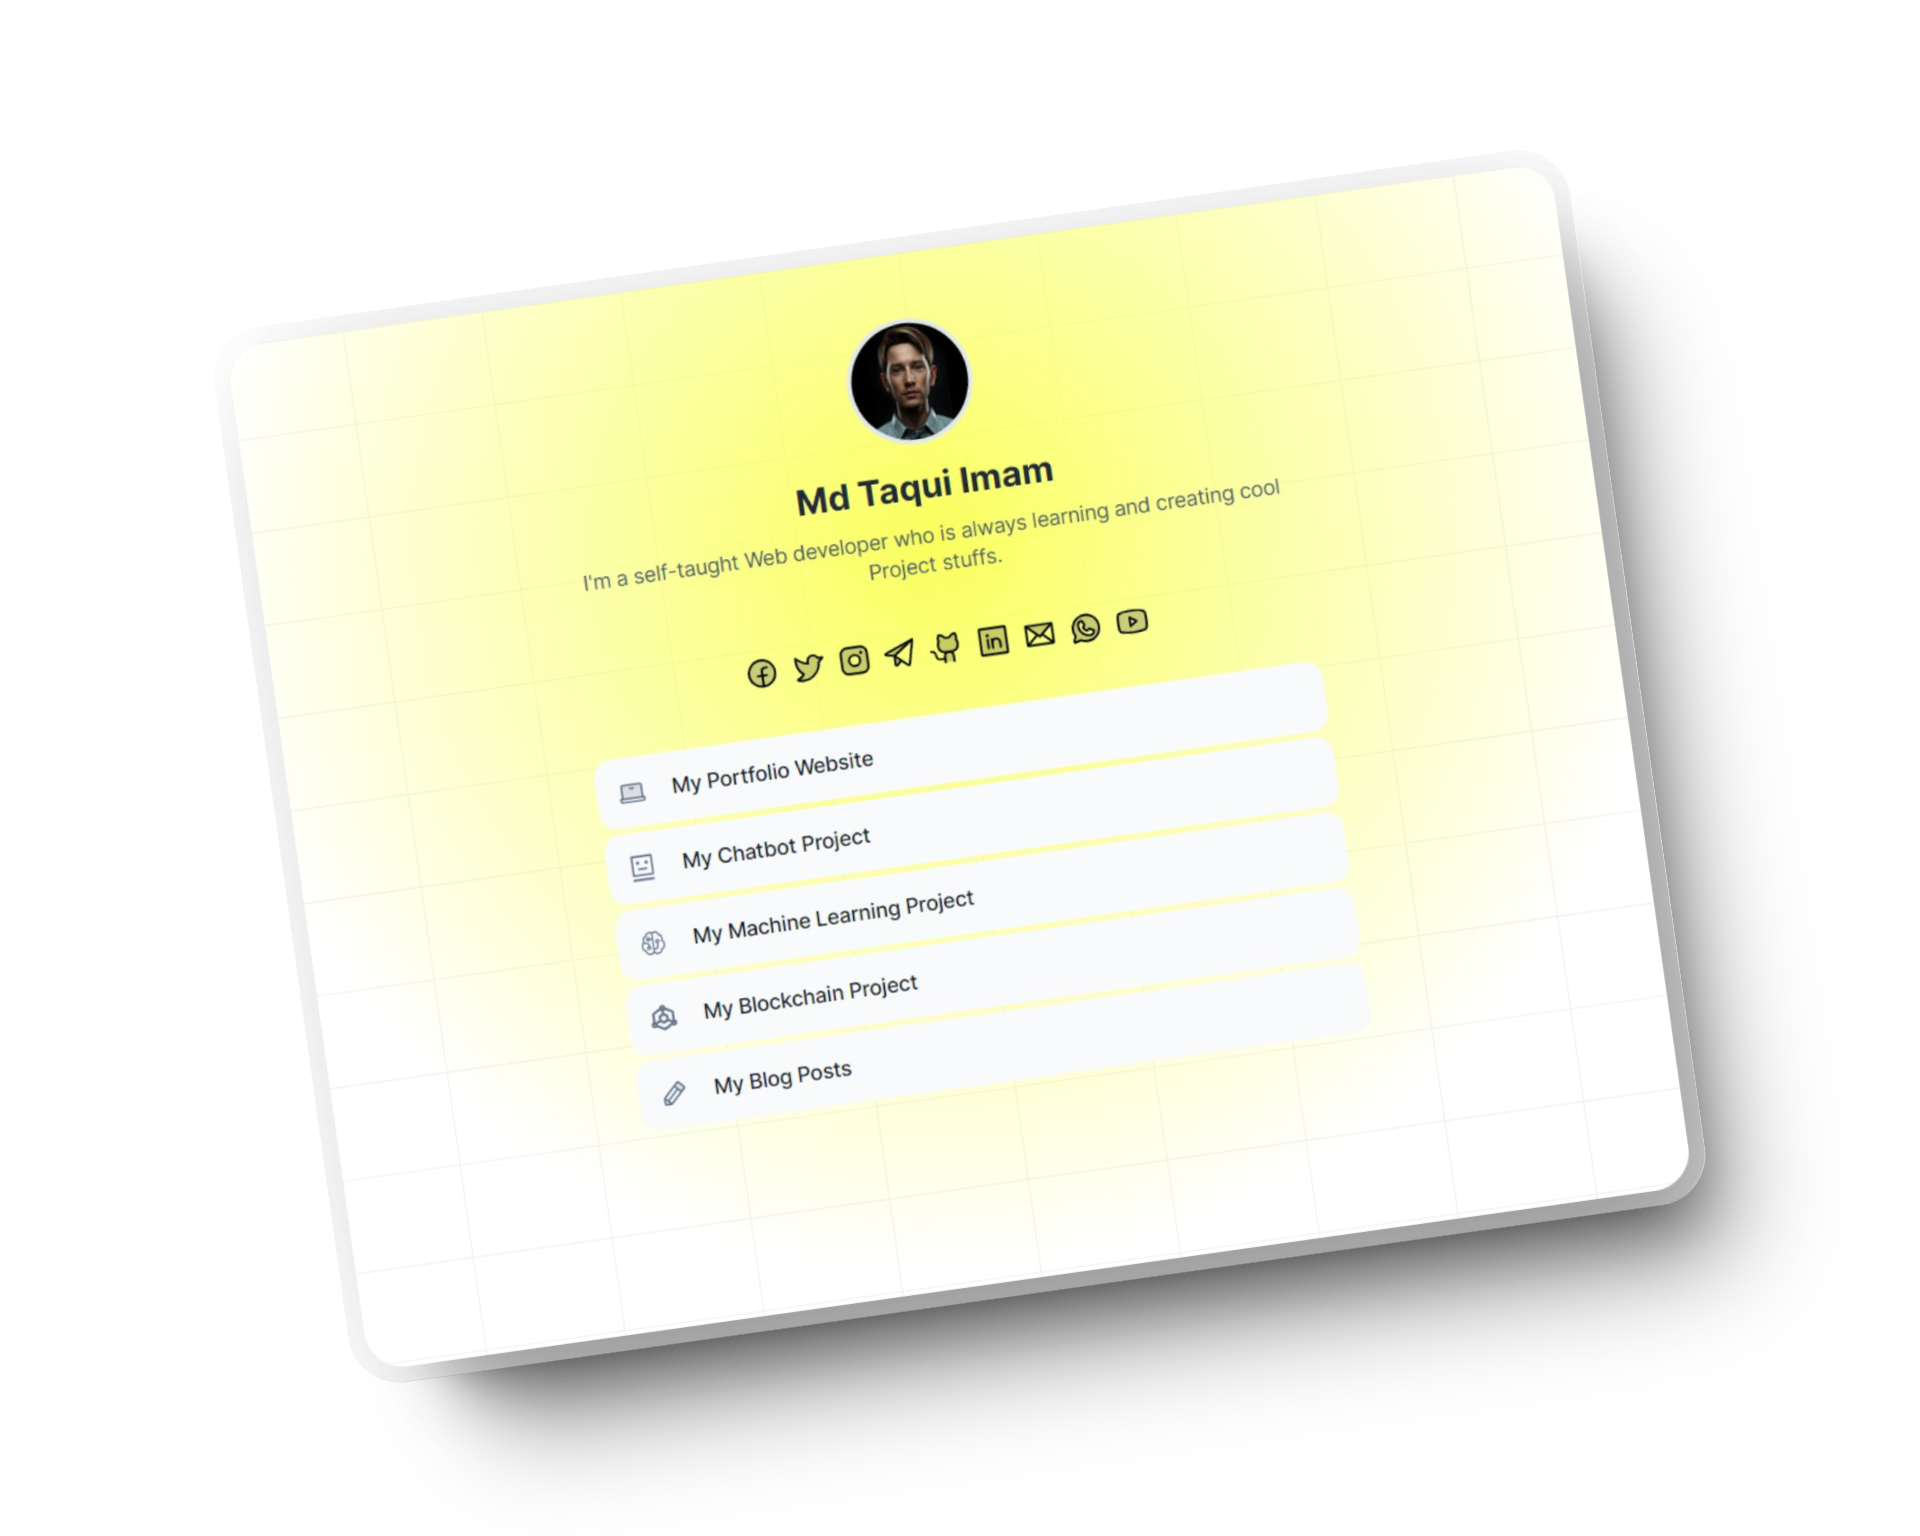 Md Taqui Imam
I'm a self-taught Web developer who is always learning and creating cool
Project stuffs.
in
My Portfolio Website
My Chatbot Project
My Machine Learning Project
My Blockchain Project
My Blog Posts